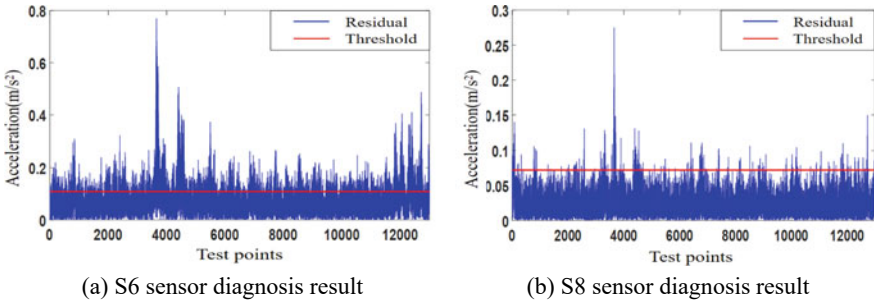 0.8
0.6
0.4
0.2
0
Acceleration(m/s²)
Residual
Threshold
0 2000 4000 6000 8000 10000 12000
Test points
(a) S6 sensor diagnosis result
0.3
0.25
0.2
0.15
0.1
0.05
0
Acceleration(m/s²)
Residual
Threshold
0 2000 4000 6000 8000 10000 12000
Test points
(b) S8 sensor diagnosis result